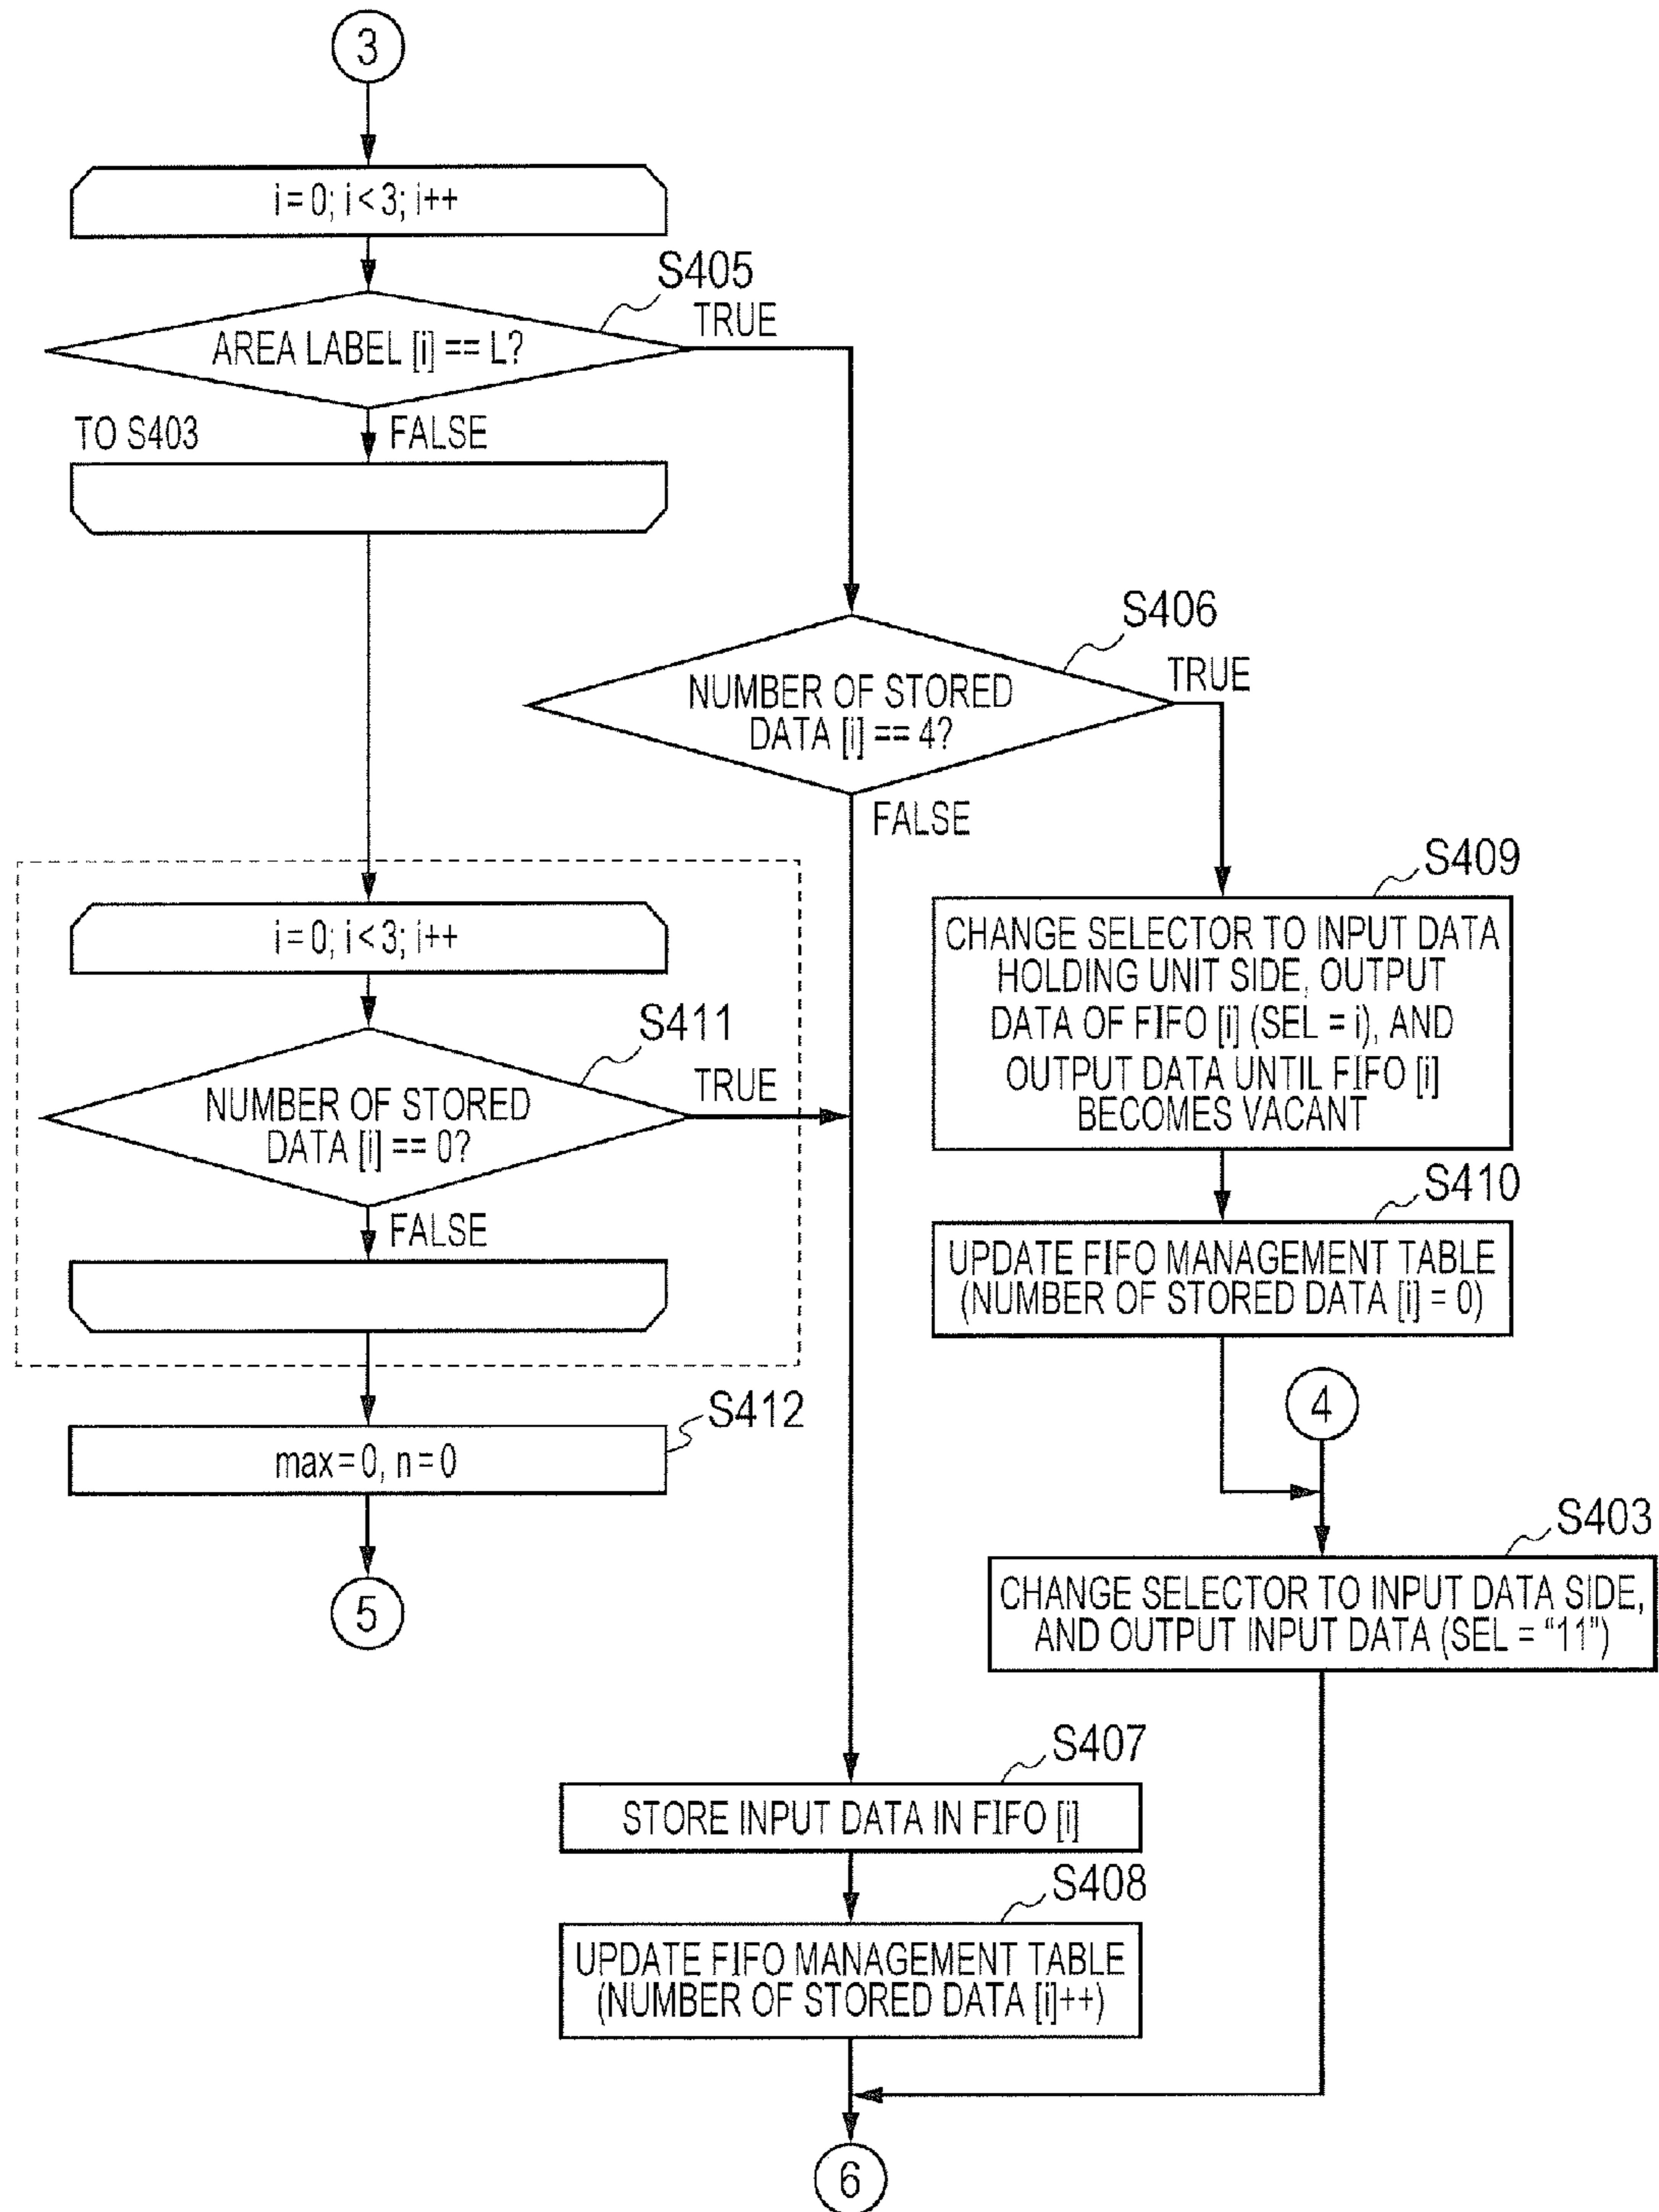 3
i = 0; i < 3; i++
S405
TRUE
AREA LABEL [i] == L?
TO S403
FALSE
S406
TRUE
NUMBER OF STORED
DATA [i] == 4?
FALSE
S409
CHANGE SELECTOR TO INPUT DATA
HOLDING UNIT SIDE, OUTPUT
DATA OF FIFO [i] (SEL = i), AND
OUTPUT DATA UNTIL FIFO [i]
BECOMES VACANT
i = 0; i < 3; i++
S411
TRUE
NUMBER OF STORED
DATA [i] == 0?
FALSE
S410
UPDATE FIFO MANAGEMENT TABLE
(NUMBER OF STORED DATA [i] = 0)
4
S412
max = 0, n = 0
5
S403
CHANGE SELECTOR TO INPUT DATA SIDE,
AND OUTPUT INPUT DATA (SEL = “11”)
S407
STORE INPUT DATA IN FIFO [i]
S408
UPDATE FIFO MANAGEMENT TABLE
(NUMBER OF STORED DATA [i]++)
6